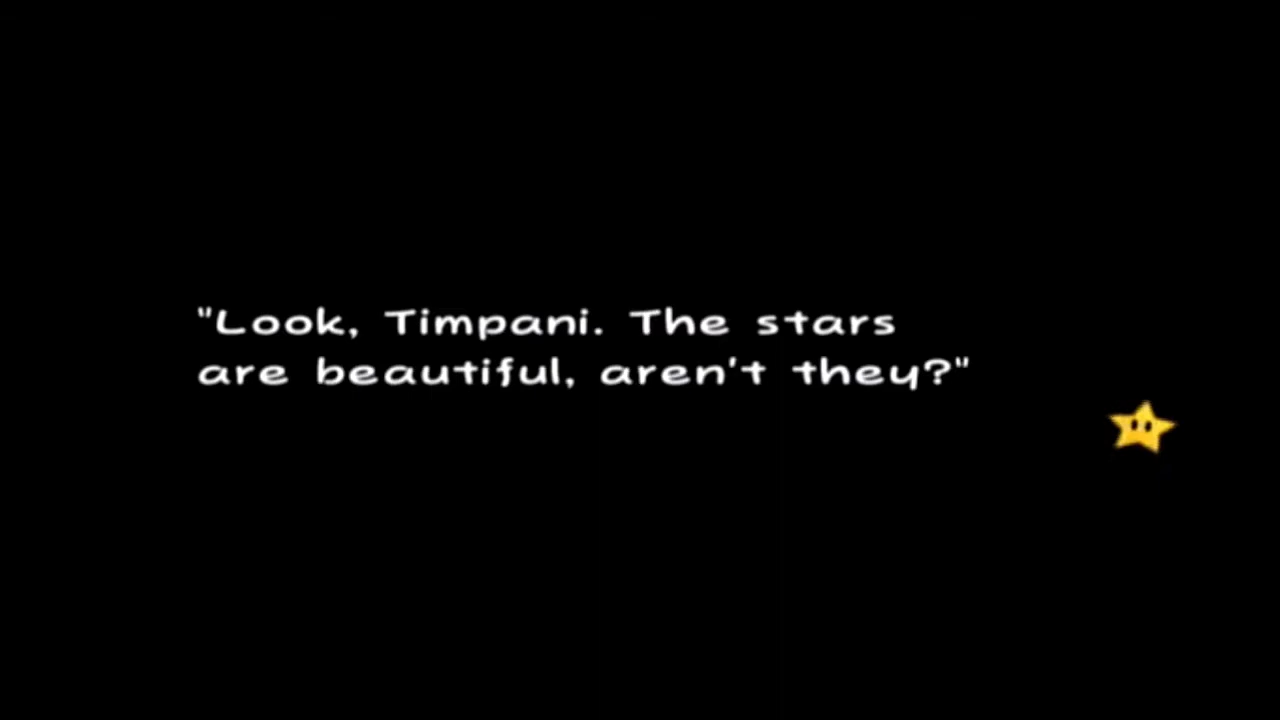 "Look, Timpani. The stars
are beautiful, aren't they?"